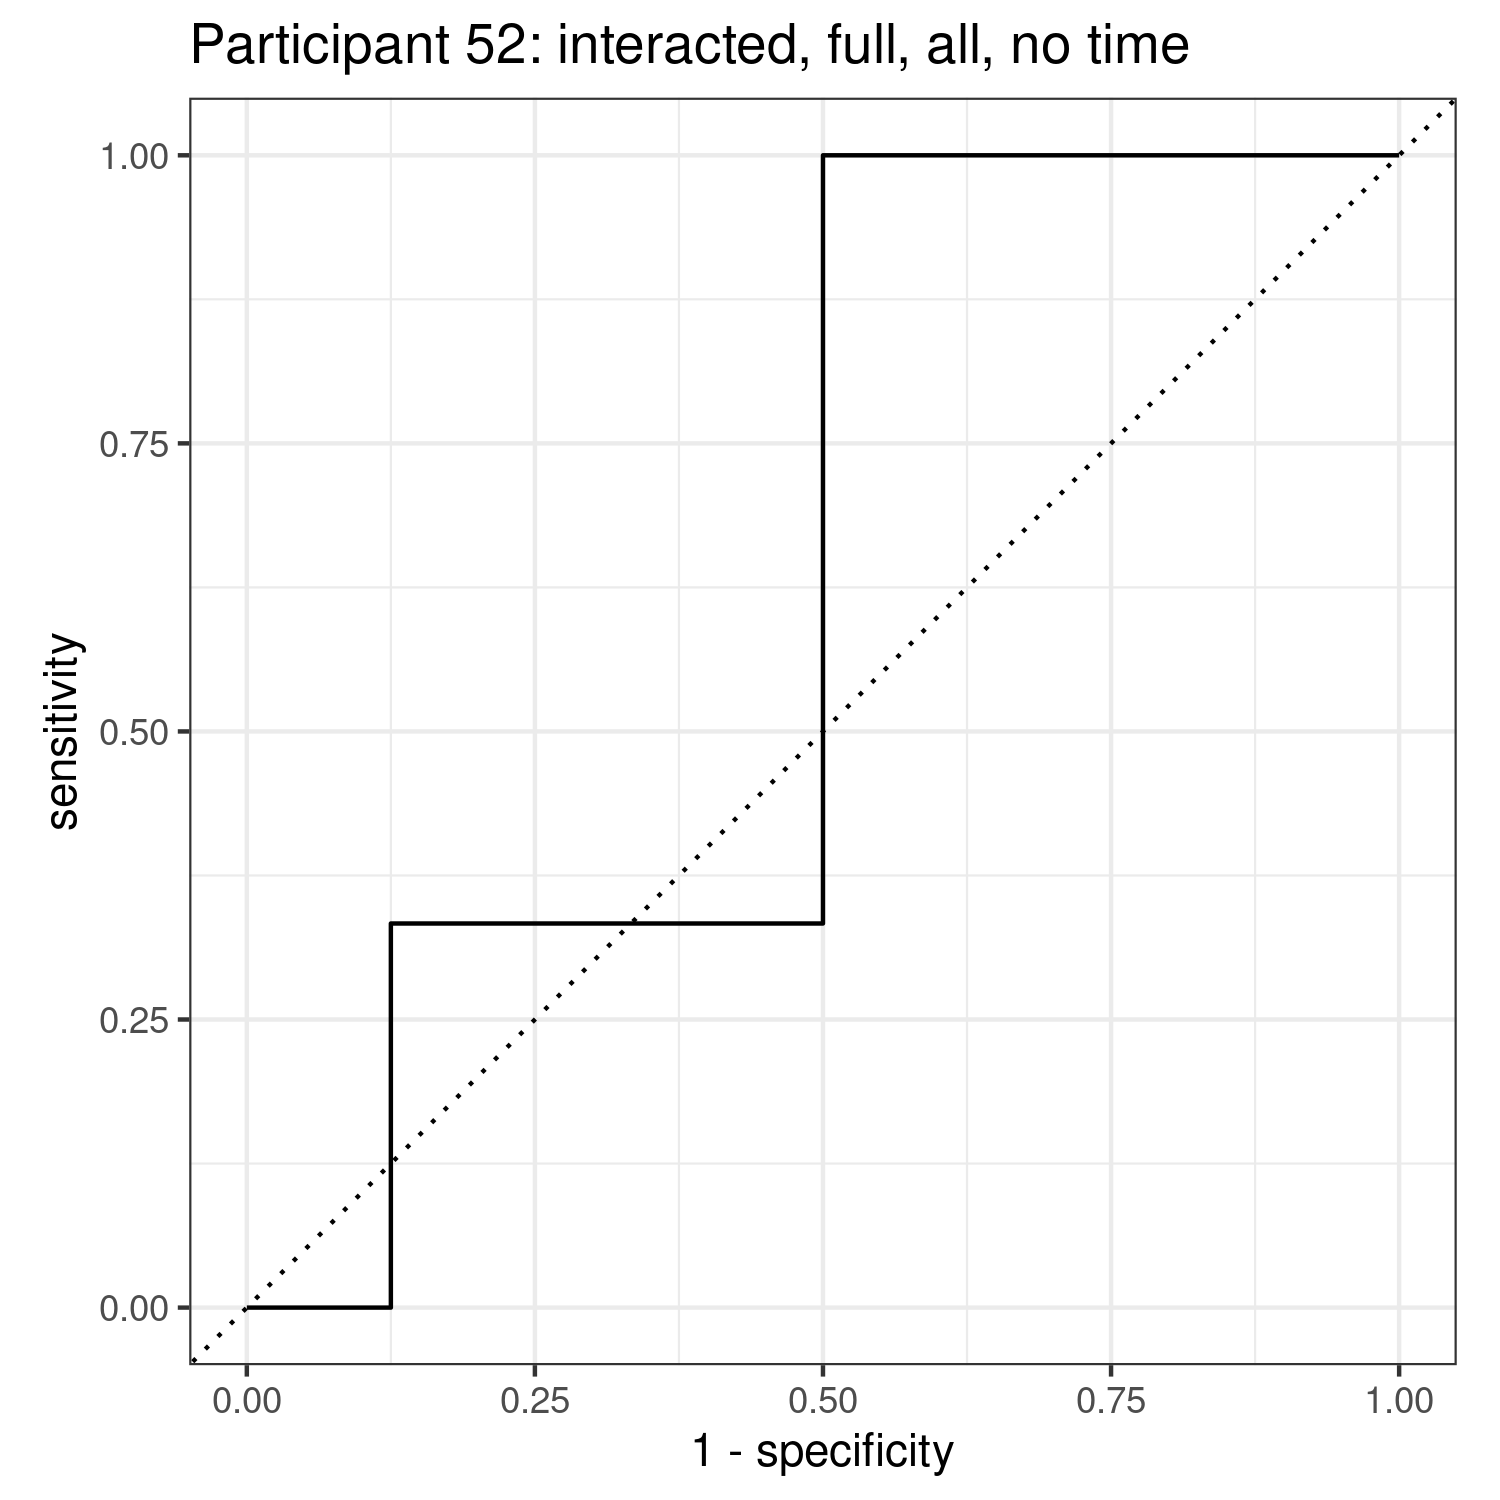 Participant 52: interacted, full, all, no time
sensitivity
1.00
0.75
0.50
0.25
0.00
0.00 0.25 0.50 0.75 1.00
1 - specificity